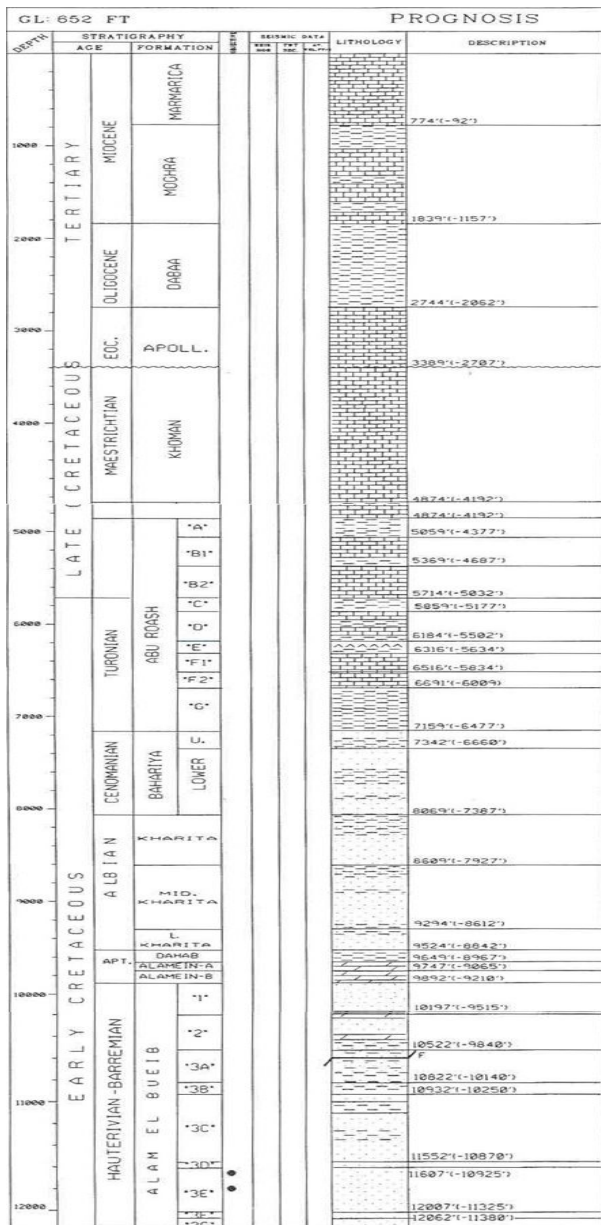 GL: 652 FT PROGNOSIS
DEPTH STRATIGRAPHY SEISMIC DATA LITHOLOGY DESCRIPTION
AGE FORMATION
TERTIARY
MIOCENE
MARMARICA
774'(-92')
1000
MOGHRA
1839'(-1157')
2000
OLIGOCENE
DABAA
2744'(-2062')
3000
EOC.
APOLL.
3389'(-2707')
LATE (CRETACEOUS
MAESTRICHTIAN
KHOMAN
4000
4874'(-4192')
4874'(-4192')
5000
TURONIAN
ABU ROASH
"A"
5059'(-4377')
"B1"
5369'(-4687')
"B2"
5714'(-5032')
"C"
5859'(-5177')
6000
"D"
6184'(-5502')
"E"
6316'(-5634')
"F1"
6516'(-5834')
"F2"
6691'(-6009)
"G"
7000
7159'(-6477')
EARLY CRETACEOUS
CENOMANIAN
BAHARIYA
U.
7342'(-6660')
LOWER
8000
8069'(-7387')
ALBIAN
KHARITA
8609'(-7927')
MID.
KHARITA
9000
9294'(-8612')
L.
KHARITA
9524'(-8842')
APT.
DAHAB
9649'(-8967')
ALAMEIN-A
9747'(-9065')
ALAMEIN-B
9892'(-9210')
10000
HAUTERIVIAN-BARREMIAN
ALAM EL BUEIB
"1"
10197'(-9515')
"2"
10522'(-9840')
F
"3A"
10822'(-10140')
"3B"
10932'(-10250')
11000
"3C"
11552'(-10870')
"3D"
11607'(-10925')
"3E"
12007'(-11325')
12000
"3F"
12062'(-11380')
"3G"